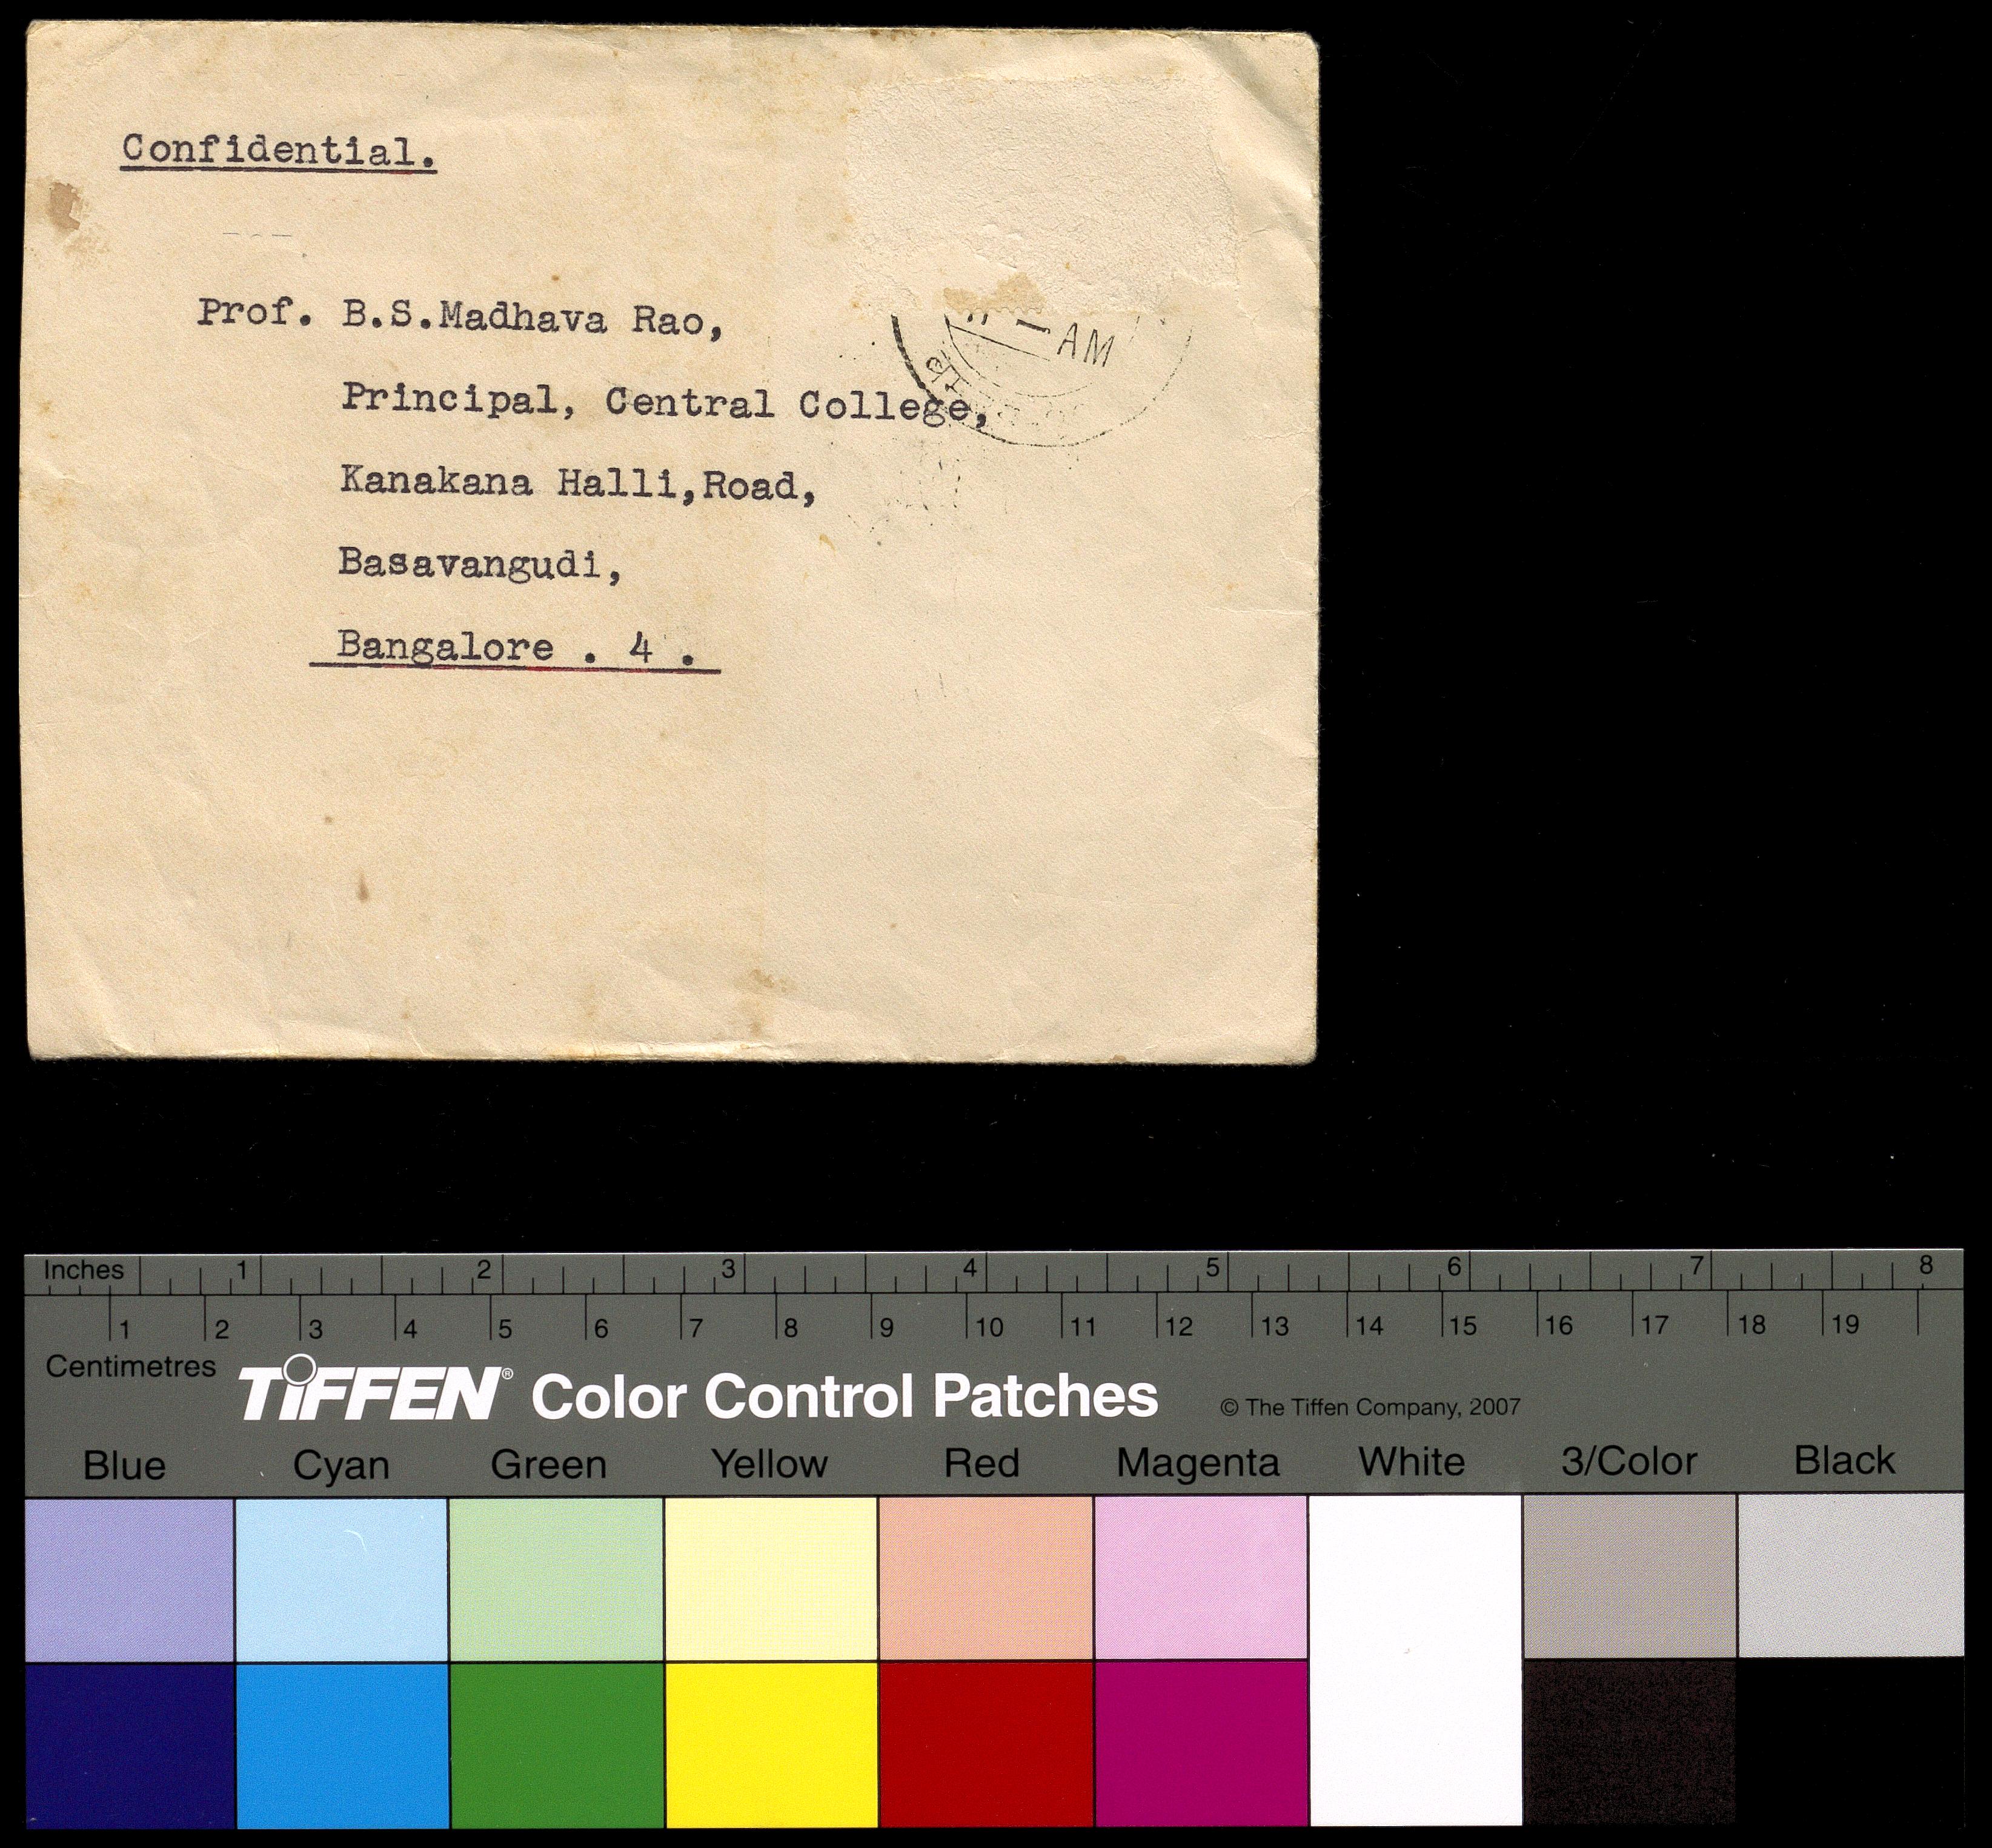 Confidential.
Prof. B.S.Madhava Rao,
Principal, Central College,
Kanakana Halli,Road,
Basavangudi,
Bangalore . 4 .
AM
Inches 1 2 3 4 5 6 7 8
1 2 3 4 5 6 7 8 9 10 11 12 13 14 15 16 17 18 19
Centimetres
TIFFEN® Color Control Patches © The Tiffen Company, 2007
Blue Cyan Green Yellow Red Magenta White 3/Color Black